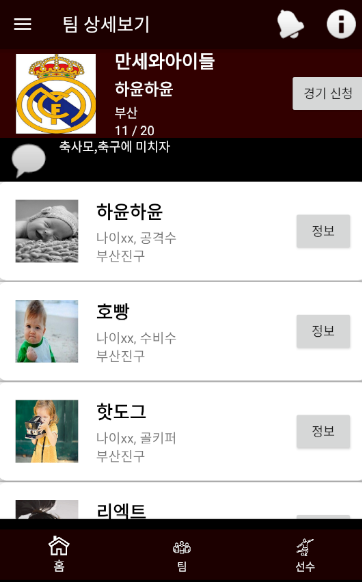 팀 상세보기
만세와아이들
하윤하윤
부산
11 / 20
경기 신청
축사모,축구에 미치자
하윤하윤
나이xx, 공격수
부산진구
정보
호빵
나이xx, 수비수
부산진구
정보
핫도그
나이xx, 골키퍼
부산진구
정보
리엑트
홈
팀
선수